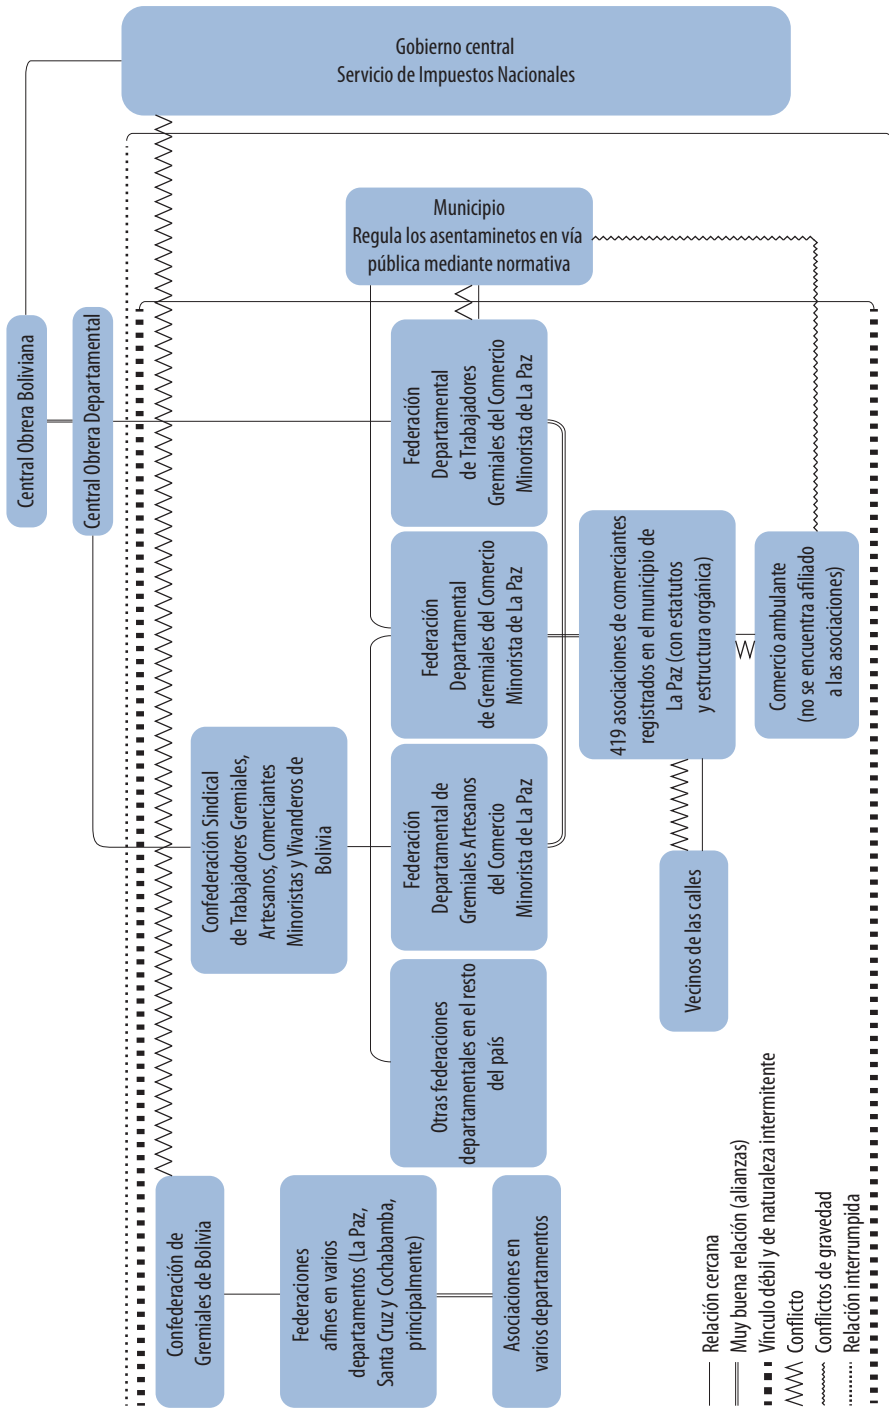 Gobierno central
Servicio de Impuestos Nacionales
Central Obrera Boliviana
Central Obrera Departamental
Municipio
Regula los asentaminetos en vía
pública mediante normativa
Confederación Sindical
de Trabajadores Gremiales,
Artesanos, Comerciantes
Minoristas y Vivanderos de
Bolivia
Confederación de
Gremiales de Bolivia
Federaciones
afines en varios
departamentos (La Paz,
Santa Cruz y Cochabamba,
principalmente)
Asociaciones en
varios departamentos
Otras federaciones
departamentales en el resto
del país
Federación
Departamental de
Gremiales Artesanos
del Comercio
Minorista de La Paz
Federación
Departamental
de Gremiales del Comercio
Minorista de La Paz
Federación
Departamental
de Trabajadores
Gremiales del Comercio
Minorista de La Paz
419 asociaciones de comerciantes
registrados en el municipio de
La Paz (con estatutos
y estructura orgánica)
Vecinos de las calles
Comercio ambulante
(no se encuentra afiliado
a las asociaciones)
Relación cercana
Muy buena relación (alianzas)
Vínculo débil y de naturaleza intermitente
Conflicto
Conflictos de gravedad
Relación interrumpida